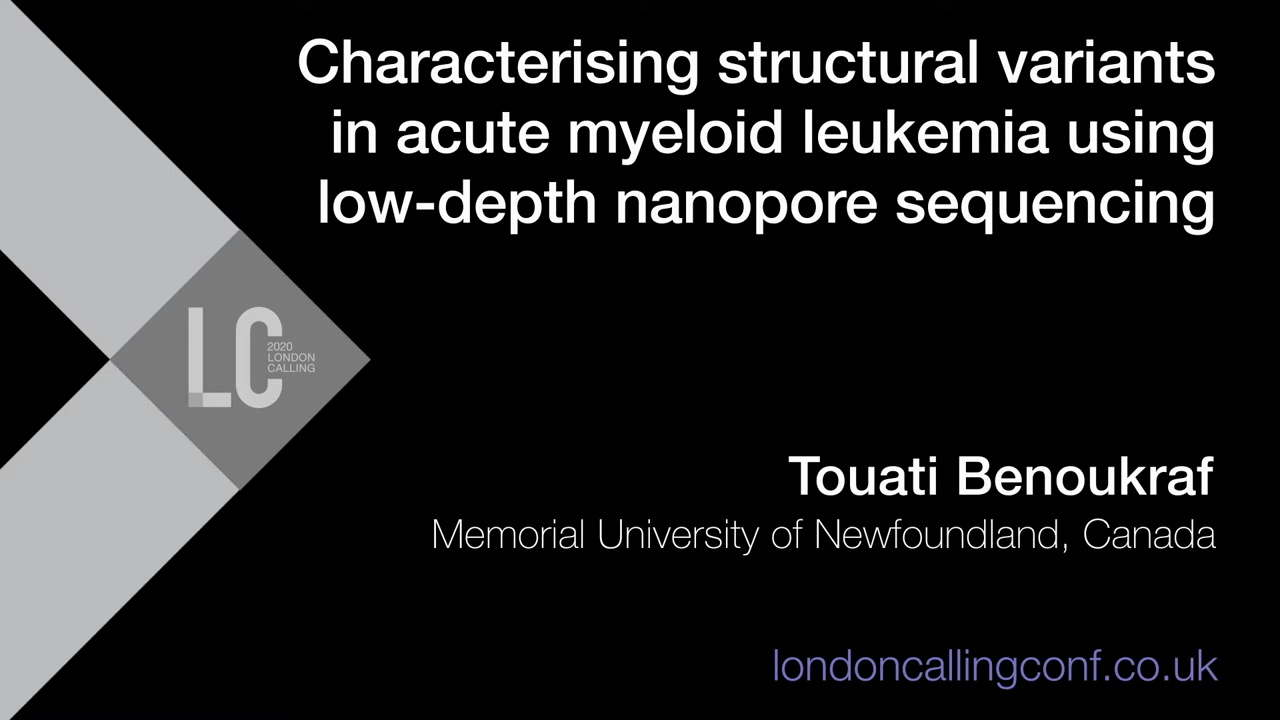 Characterising structural variants
in acute myeloid leukemia using
low-depth nanopore sequencing
LC
2020
LONDON
CALLING
Touati Benoukraf
Memorial University of Newfoundland, Canada
londoncallingconf.co.uk